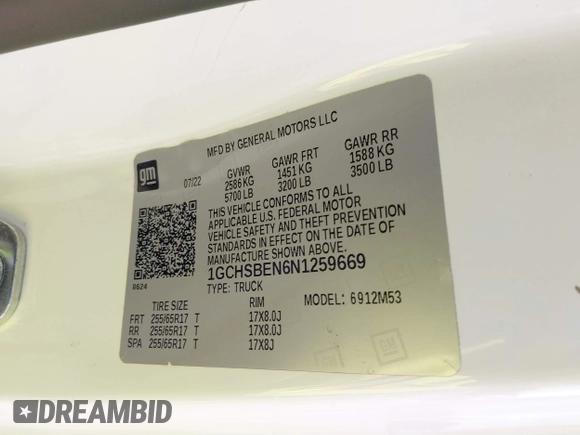 MFD BY GENERAL MOTORS LLC
gm
07/22
GVWR GAWR FRT GAWR RR
2586 KG 1451 KG 1588 KG
5700 LB 3200 LB 3500 LB
THIS VEHICLE CONFORMS TO ALL
APPLICABLE U.S. FEDERAL MOTOR
VEHICLE SAFETY AND THEFT PREVENTION
STANDARDS IN EFFECT ON THE DATE OF
MANUFACTURE SHOWN ABOVE.
1GCHSBEN6N1259669
8624
TYPE: TRUCK
TIRE SIZE RIM MODEL: 6912M53
FRT 255/65R17 T 17X8.0J
RR 255/65R17 T 17X8.0J
SPA 255/65R17 T 17X8J
GM
GM
DREAMBID